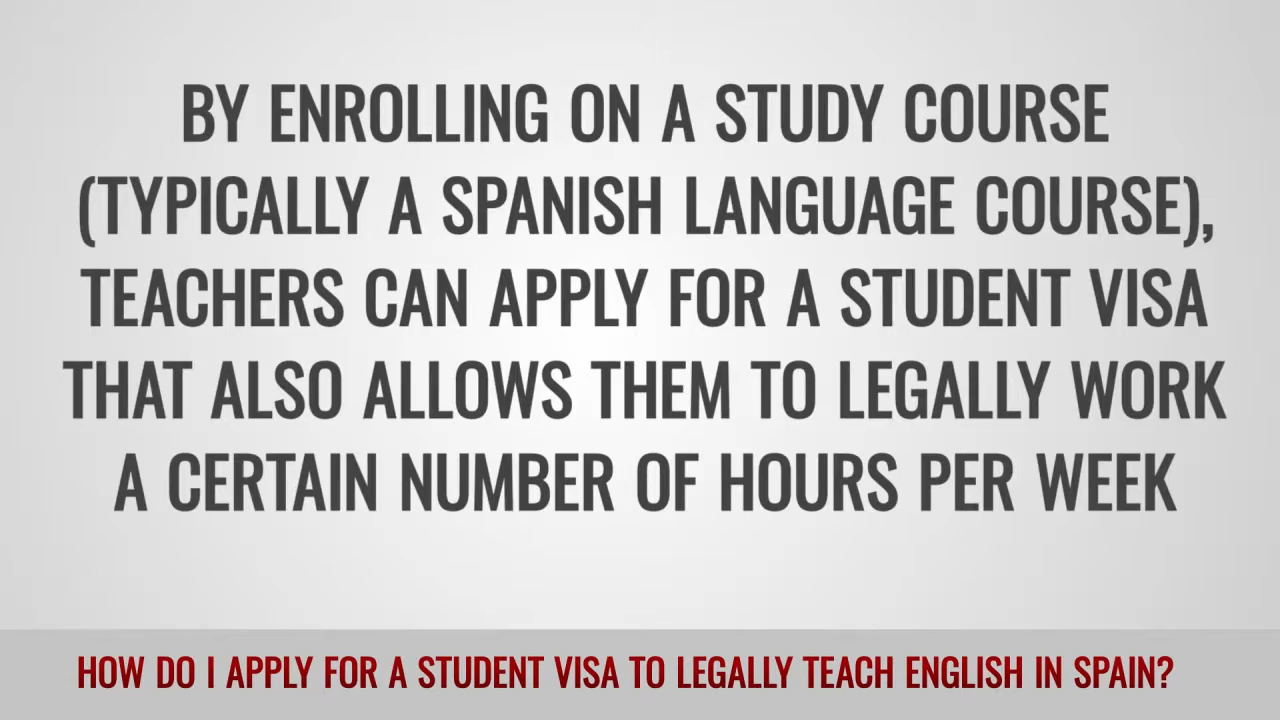 BY ENROLLING ON A STUDY COURSE
(TYPICALLY A SPANISH LANGUAGE COURSE),
TEACHERS CAN APPLY FOR A STUDENT VISA
THAT ALSO ALLOWS THEM TO LEGALLY WORK
A CERTAIN NUMBER OF HOURS PER WEEK
HOW DO I APPLY FOR A STUDENT VISA TO LEGALLY TEACH ENGLISH IN SPAIN?